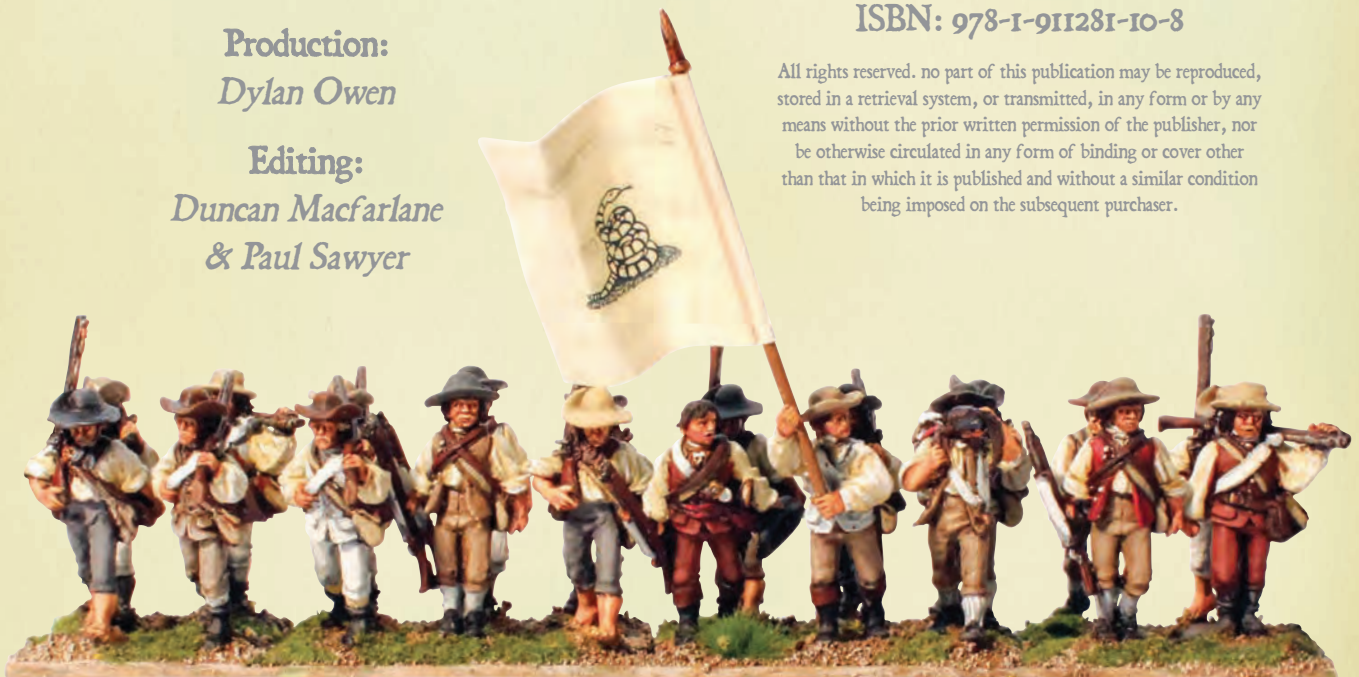 Production:
Dylan Owen
Editing:
Duncan Macfarlane
& Paul Sawyer
ISBN: 978-1-911281-10-8
All rights reserved. no part of this publication may be reproduced,
stored in a retrieval system, or transmitted, in any form or by any
means without the prior written permission of the publisher, nor
be otherwise circulated in any form of binding or cover other
than that in which it is published and without a similar condition
being imposed on the subsequent purchaser.